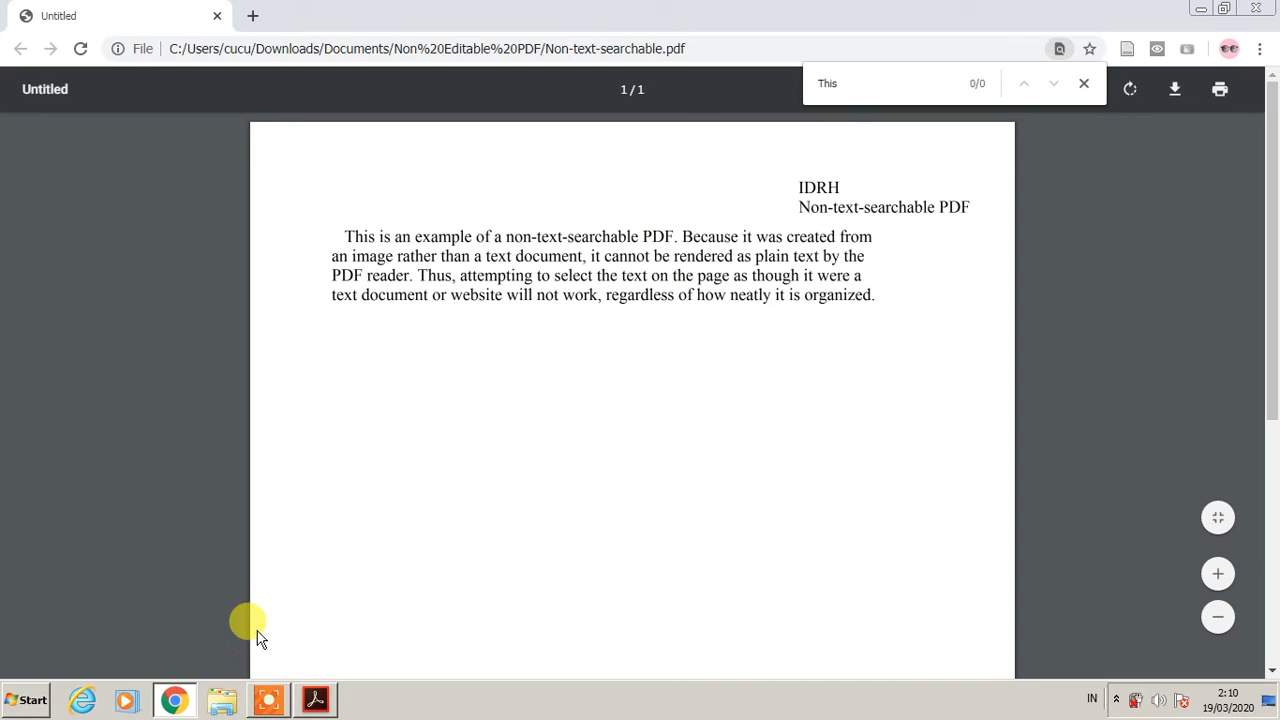 Untitled
File
C:/Users/cucu/Downloads/Documents/Non%20Editable%20PDF/Non-text-searchable.pdf
This 0/0
Untitled 1 / 1
IDRH
Non-text-searchable PDF
This is an example of a non-text-searchable PDF. Because it was created from
an image rather than a text document, it cannot be rendered as plain text by the
PDF reader. Thus, attempting to select the text on the page as though it were a
text document or website will not work, regardless of how neatly it is organized.
Start
IN
2:10
19/03/2020